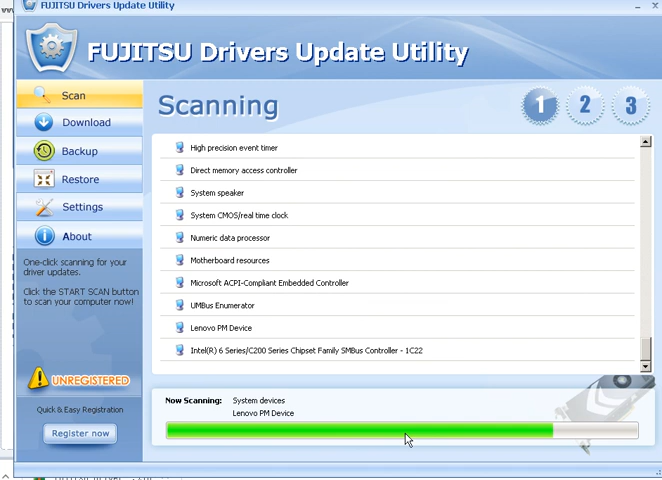 FUJITSU Drivers Update Utility
FUJITSU Drivers Update Utility
Scan
Download
Backup
Restore
Settings
About
One-click scanning for your
driver updates.
Click the START SCAN button
to scan your computer now!
UNREGISTERED
Quick & Easy Registration
Register now
Scanning
1 2 3
High precision event timer
Direct memory access controller
System speaker
System CMOS/real time clock
Numeric data processor
Motherboard resources
Microsoft ACPI-Compliant Embedded Controller
UMBus Enumerator
Lenovo PM Device
Intel(R) 6 Series/C200 Series Chipset Family SMBus Controller - 1C22
Now Scanning: System devices
Lenovo PM Device